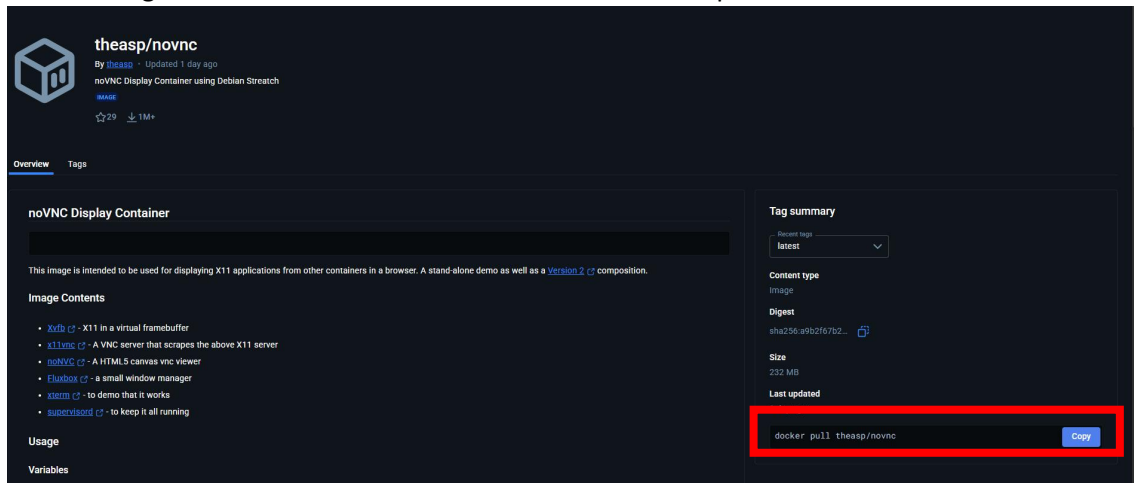 theasp/novnc
By theasp · Updated 1 day ago
noVNC Display Container using Debian Streatch
IMAGE
29 1M+
Overview Tags
noVNC Display Container
This image is intended to be used for displaying X11 applications from other containers in a browser. A stand-alone demo as well as a Version 2 composition.
Image Contents
• Xvfb - X11 in a virtual framebuffer
• x11vnc - A VNC server that scrapes the above X11 server
• noNVC - A HTML5 canvas vnc viewer
• Fluxbox - a small window manager
• xterm - to demo that it works
• supervisord - to keep it all running
Usage
Variables
Tag summary
Recent tags
latest
Content type
Image
Digest
sha256:a9b2f67b2…
Size
232 MB
Last updated
docker pull theasp/novnc
Copy